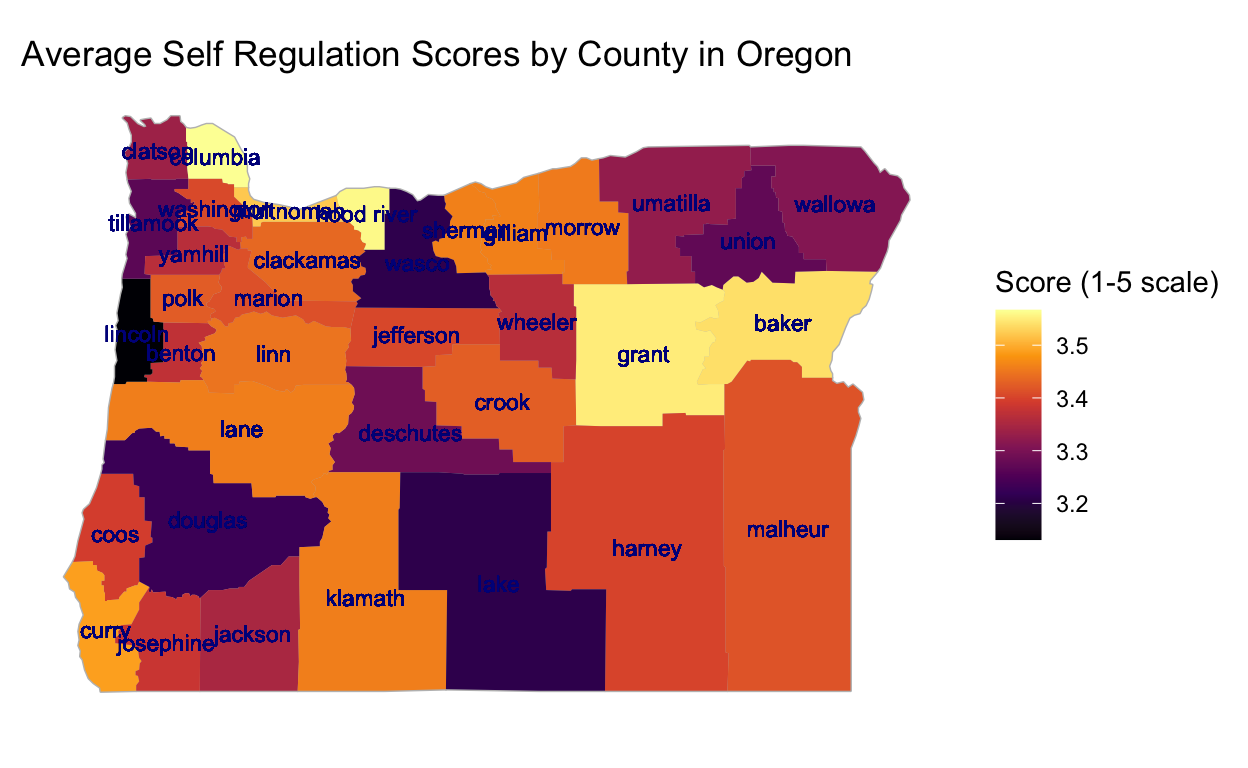 Average Self Regulation Scores by County in Oregon
clatsop
columbia
washington
multnomah
hood river
tillamook
yamhill
clackamas
sherman
gilliam
morrow
umatilla
wallowa
union
wasco
polk
marion
lincoln
benton
linn
jefferson
wheeler
grant
baker
lane
deschutes
crook
coos
douglas
klamath
lake
harney
malheur
curry
josephine
jackson
Score (1-5 scale)
3.5
3.4
3.3
3.2